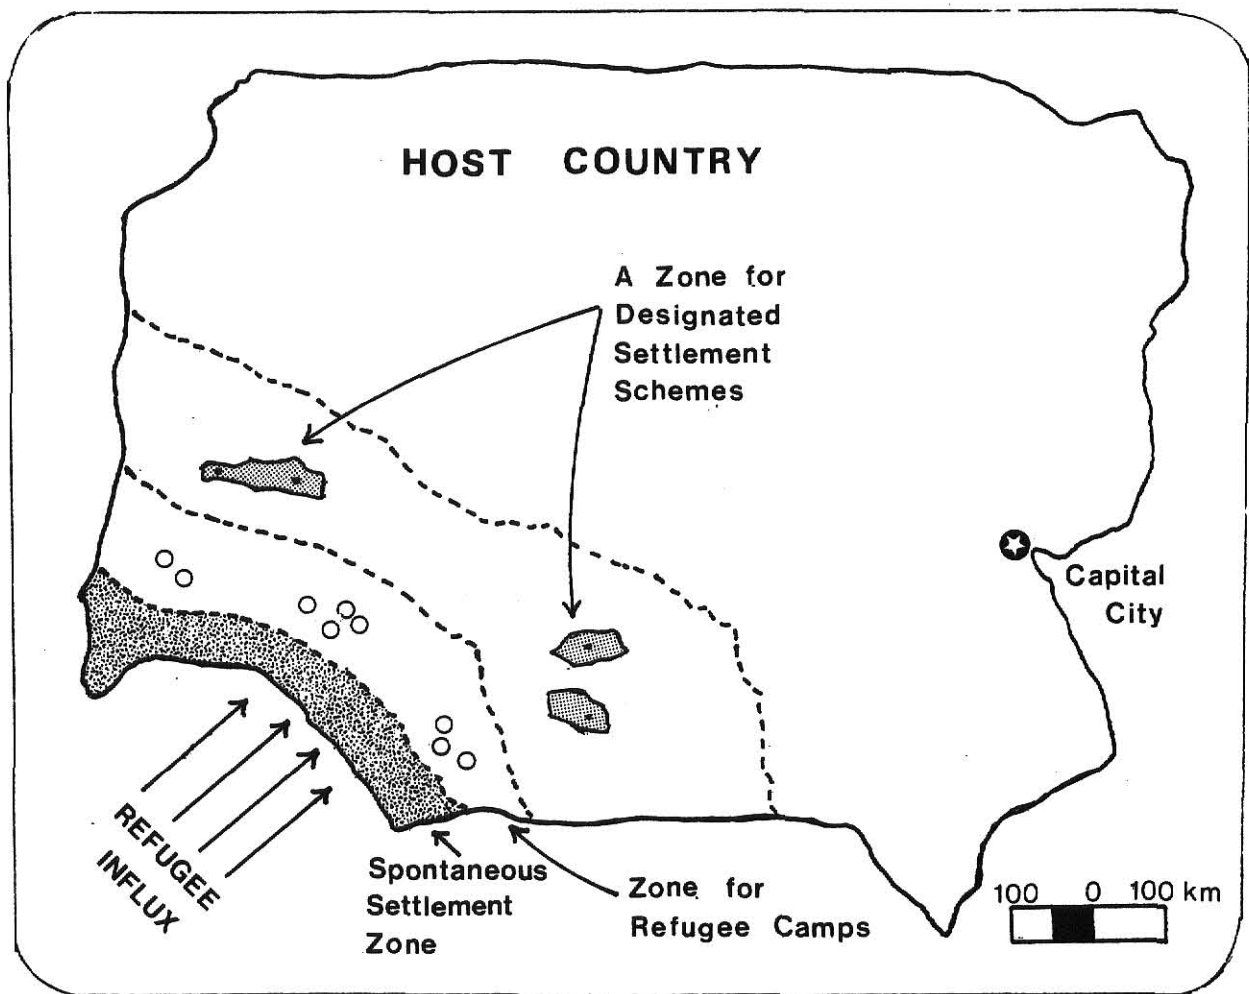 HOST COUNTRY
A Zone for
Designated
Settlement
Schemes
Capital
City
REFUGEE
INFLUX
Spontaneous
Settlement
Zone
Zone for
Refugee Camps
100 0 100 km